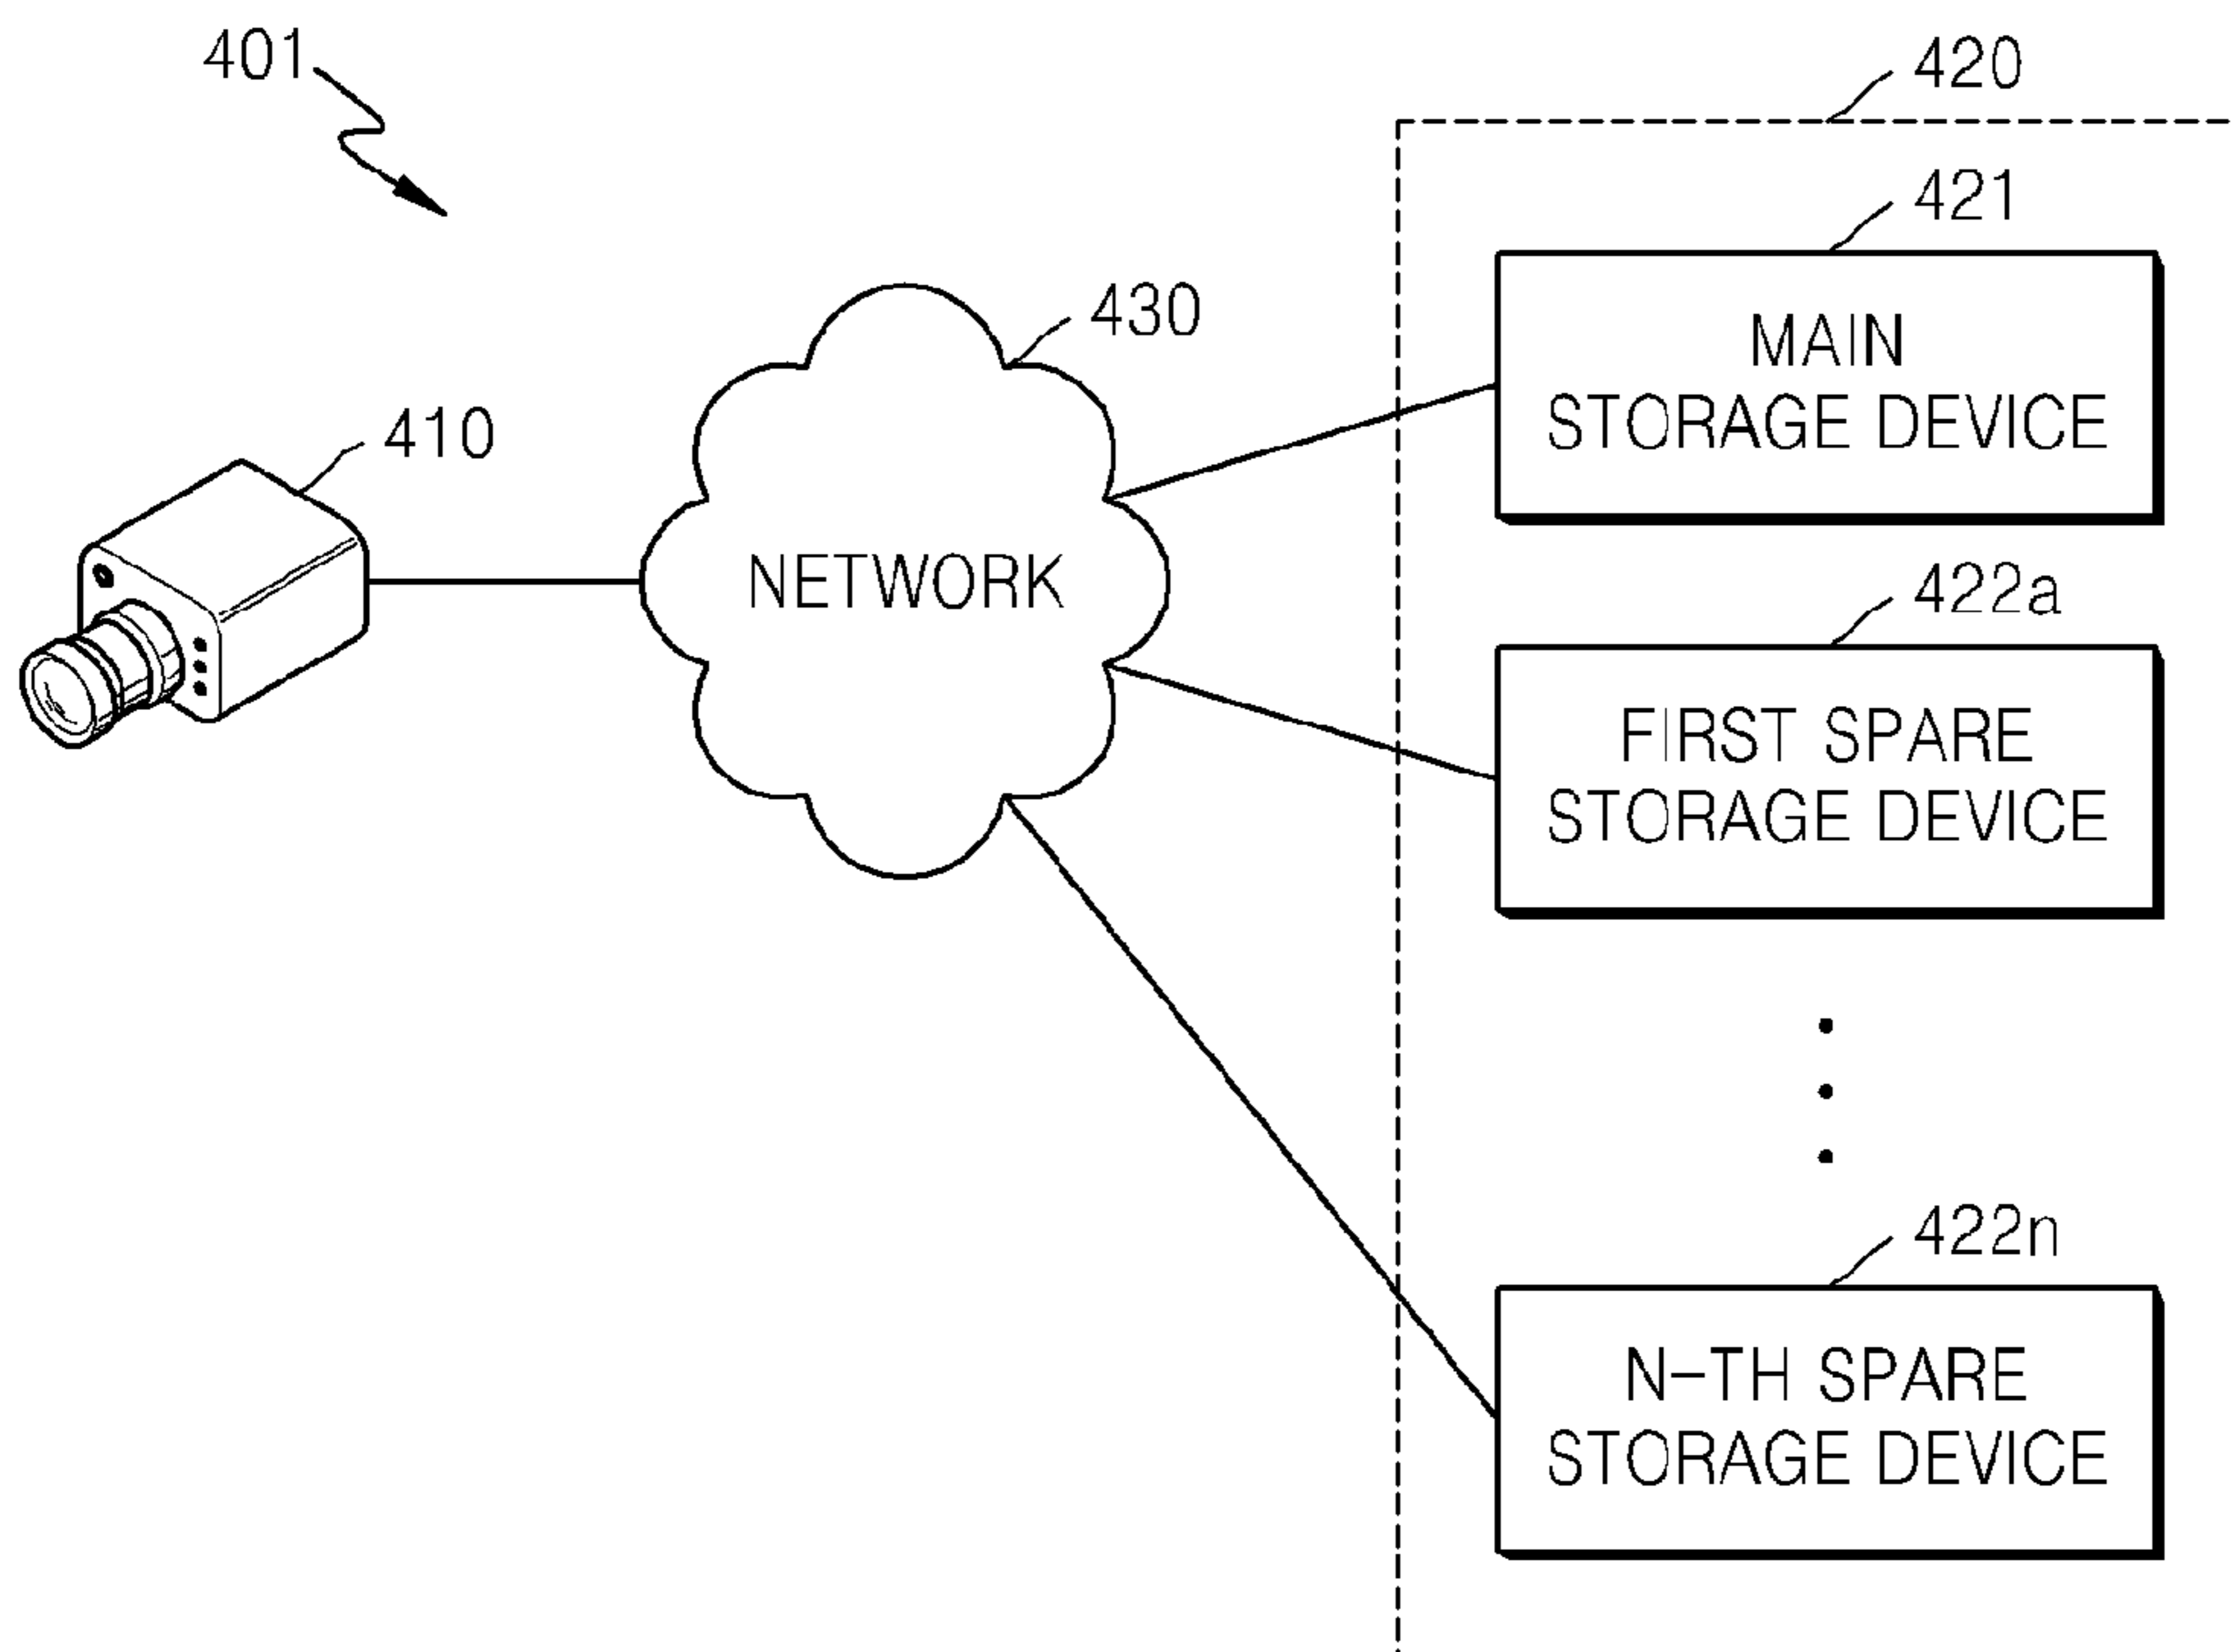 401
420
421
MAIN
STORAGE DEVICE
430
NETWORK
410
422a
FIRST SPARE
STORAGE DEVICE
422n
N-TH SPARE
STORAGE DEVICE